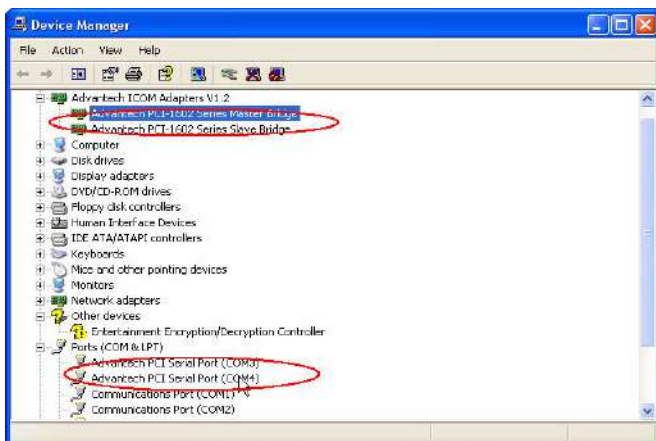 Device Manager
File Action View Help
Advantech ICOM Adapters V1.2
Advantech PCI-1602 Series Master Bridge
Advantech PCI-1602 Series Slave Bridge
Computer
Disk drives
Display adapters
DVD/CD-ROM drives
Floppy disk controllers
Human Interface Devices
IDE ATA/ATAPI controllers
Keyboards
Mice and other pointing devices
Monitors
Network adapters
Other devices
Entertainment Encryption/Decryption Controller
Ports (COM & LPT)
Advantech PCI Serial Port (COM3)
Advantech PCI Serial Port (COM4)
Communications Port (COM1)
Communications Port (COM2)